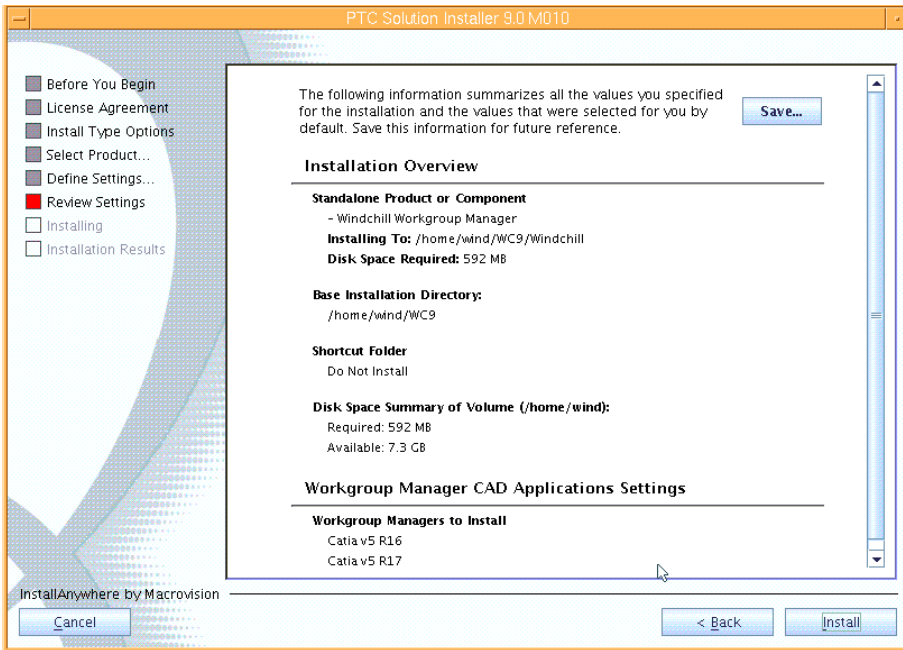 PTC Solution Installer 9.0 M010
Before You Begin
License Agreement
Install Type Options
Select Product...
Define Settings...
Review Settings
Installing
Installation Results
The following information summarizes all the values you specified
for the installation and the values that were selected for you by
default. Save this information for future reference.
Save...
Installation Overview
Standalone Product or Component
- Windchill Workgroup Manager
Installing To: /home/wind/WC9/Windchill
Disk Space Required: 592 MB
Base Installation Directory:
/home/wind/WC9
Shortcut Folder
Do Not Install
Disk Space Summary of Volume (/home/wind):
Required: 592 MB
Available: 7.3 GB
Workgroup Manager CAD Applications Settings
Workgroup Managers to Install
Catia v5 R16
Catia v5 R17
InstallAnywhere by Macrovision
Cancel
< Back
Install